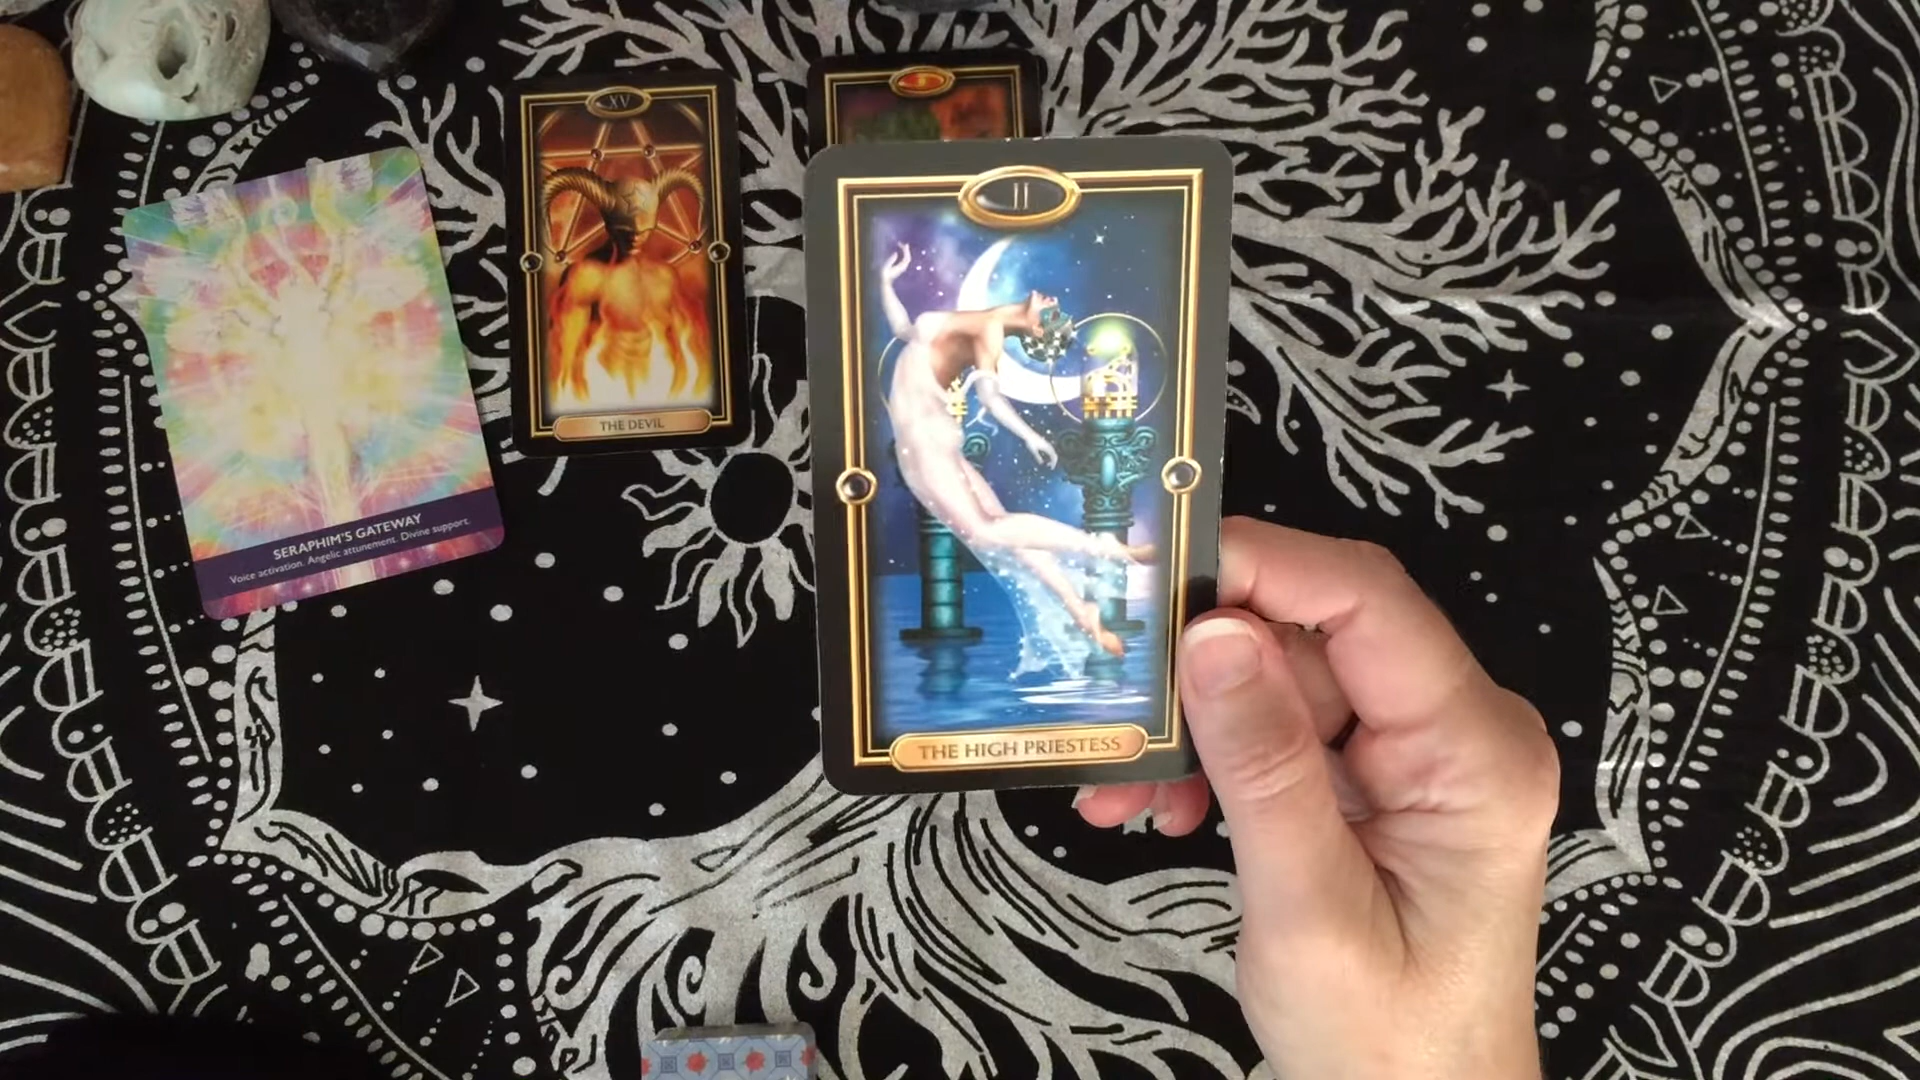 XV
THE DEVIL
II
THE HIGH PRIESTESS
SERAPHIM'S GATEWAY
Voice activation. Angelic attunement. Divine support.